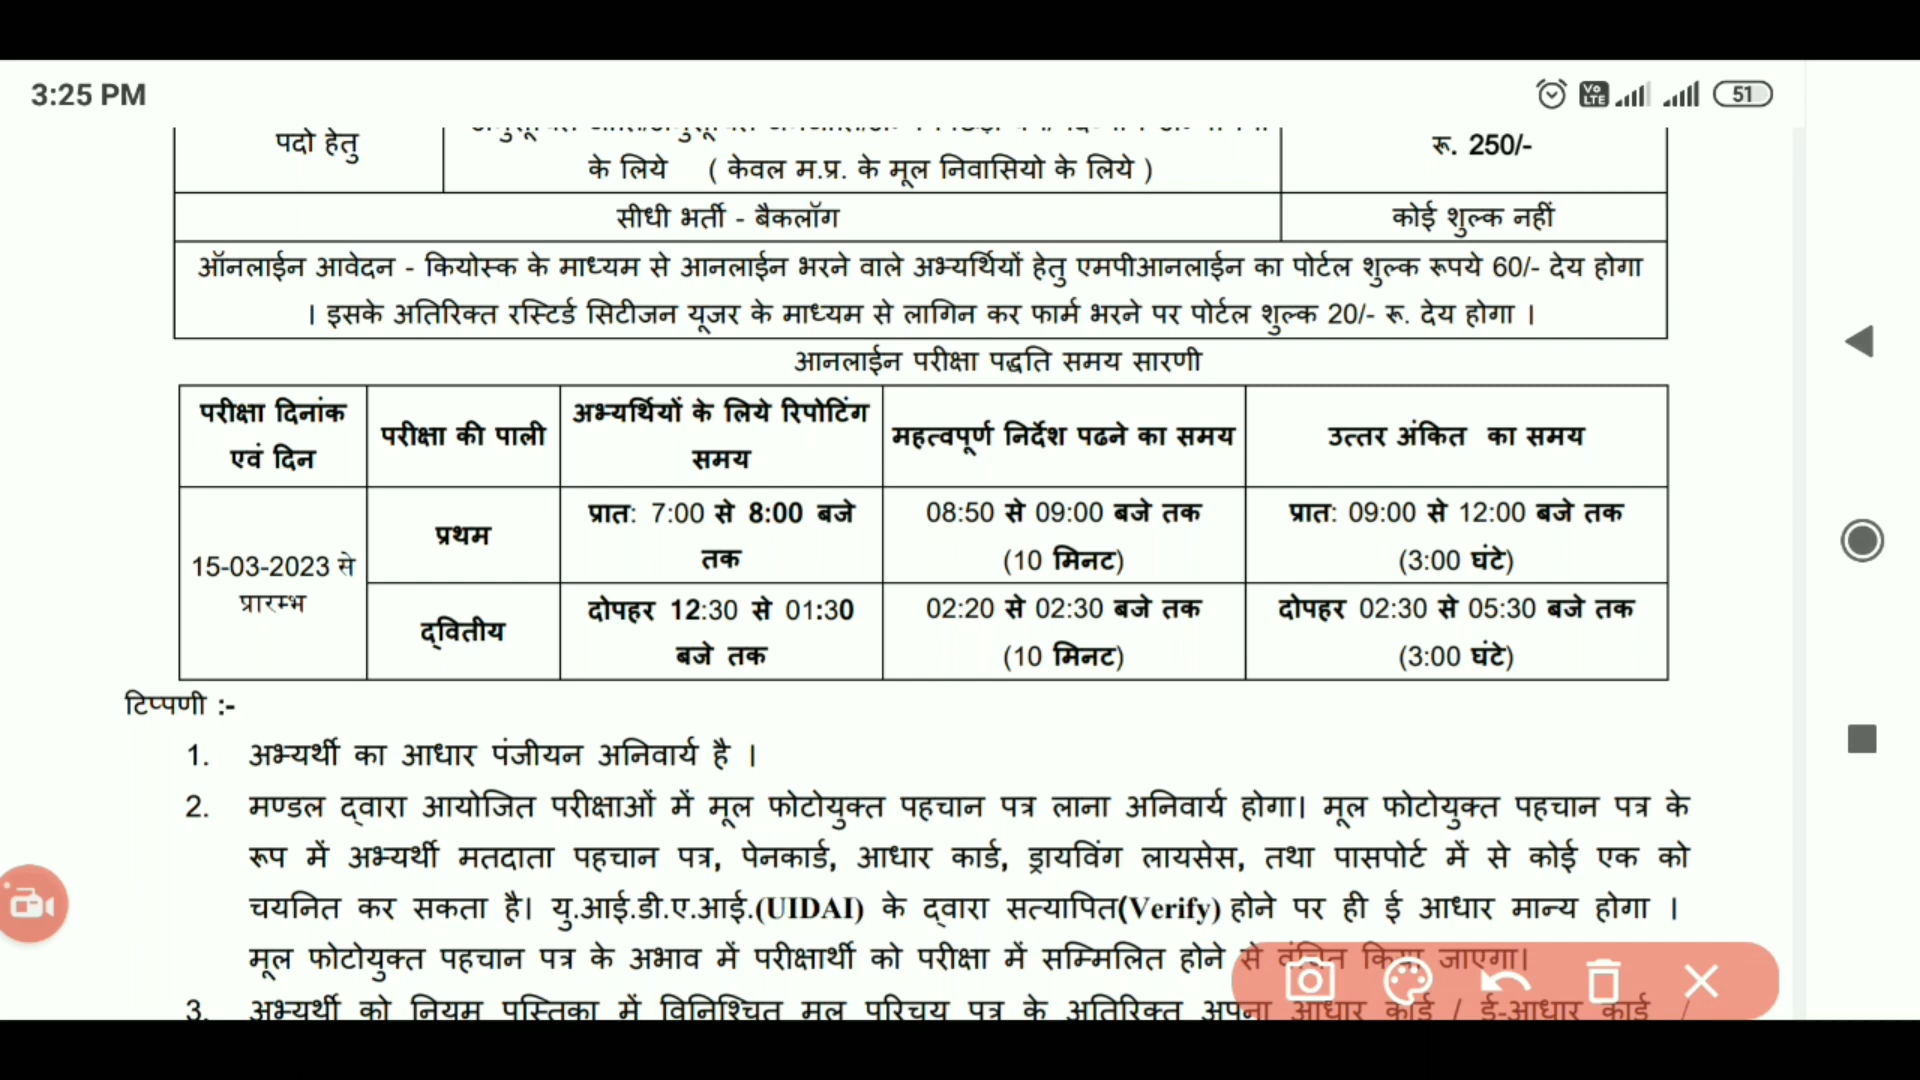 3:25 PM
Vo LTE
51
पदो हेतु
के लिये ( केवल म.प्र. के मूल निवासियो के लिये )
रू. 250/-
सीधी भर्ती - बैकलॉग
कोई शुल्क नहीं
ऑनलाईन आवेदन - कियोस्क के माध्यम से आनलाईन भरने वाले अभ्यर्थियों हेतु एमपीआनलाईन का पोर्टल शुल्क रूपये 60/- देय होगा
। इसके अतिरिक्त रस्टिर्ड सिटीजन यूजर के माध्यम से लागिन कर फार्म भरने पर पोर्टल शुल्क 20/- रू. देय होगा ।
आनलाईन परीक्षा पद्धति समय सारणी
परीक्षा दिनांक
एवं दिन
परीक्षा की पाली
अभ्यर्थियों के लिये रिपोटिंग
समय
महत्वपूर्ण निर्देश पढने का समय
उत्तर अंकित का समय
15-03-2023 से
प्रारम्भ
प्रथम
प्रात: 7:00 से 8:00 बजे
तक
08:50 से 09:00 बजे तक
(10 मिनट)
प्रात: 09:00 से 12:00 बजे तक
(3:00 घंटे)
द्वितीय
दोपहर 12:30 से 01:30
बजे तक
02:20 से 02:30 बजे तक
(10 मिनट)
दोपहर 02:30 से 05:30 बजे तक
(3:00 घंटे)
टिप्पणी :-
1. अभ्यर्थी का आधार पंजीयन अनिवार्य है ।
2. मण्डल द्वारा आयोजित परीक्षाओं में मूल फोटोयुक्त पहचान पत्र लाना अनिवार्य होगा। मूल फोटोयुक्त पहचान पत्र के
रूप में अभ्यर्थी मतदाता पहचान पत्र, पेनकार्ड, आधार कार्ड, ड्रायविंग लायसेस, तथा पासपोर्ट में से कोई एक को
चयनित कर सकता है। यु.आई.डी.ए.आई.(UIDAI) के द्वारा सत्यापित(Verify) होने पर ही ई आधार मान्य होगा ।
मूल फोटोयुक्त पहचान पत्र के अभाव में परीक्षार्थी को परीक्षा में सम्मिलित होने से वंचित किया जाएगा।
3. अभ्यर्थी को नियम पुस्तिका में विनिश्चित मूल परिचय पत्र के अतिरिक्त अपना आधार कार्ड / ई-आधार कार्ड /